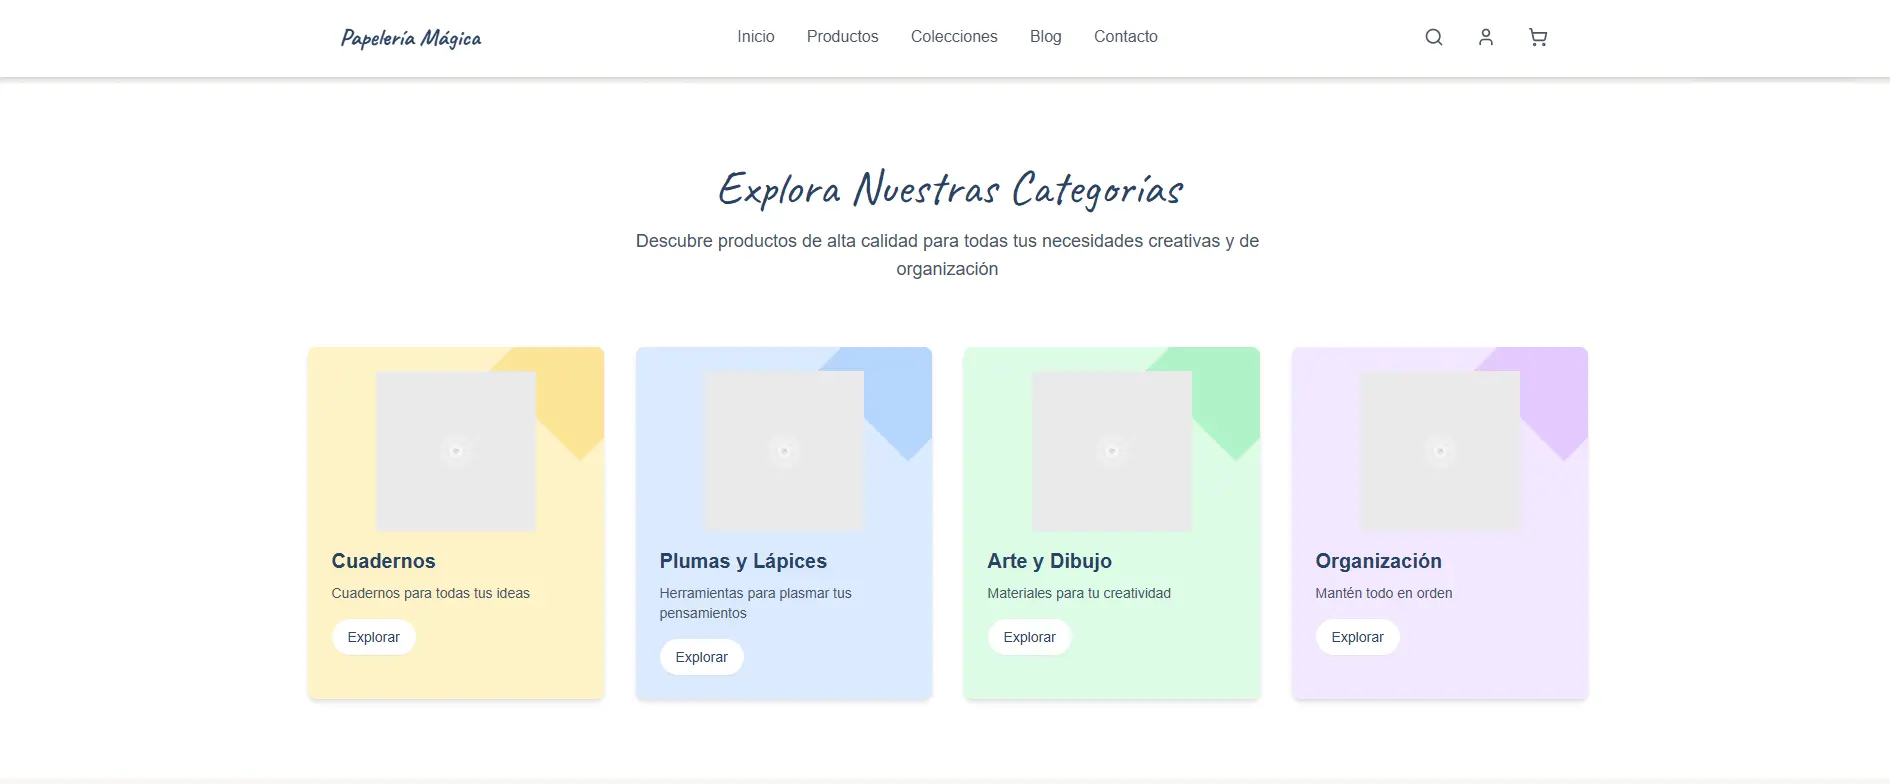 Papelería Mágica
Inicio
Productos
Colecciones
Blog
Contacto
Explora Nuestras Categorías
Descubre productos de alta calidad para todas tus necesidades creativas y de
organización
Cuadernos
Cuadernos para todas tus ideas
Explorar
Plumas y Lápices
Herramientas para plasmar tus
pensamientos
Explorar
Arte y Dibujo
Materiales para tu creatividad
Explorar
Organización
Mantén todo en orden
Explorar